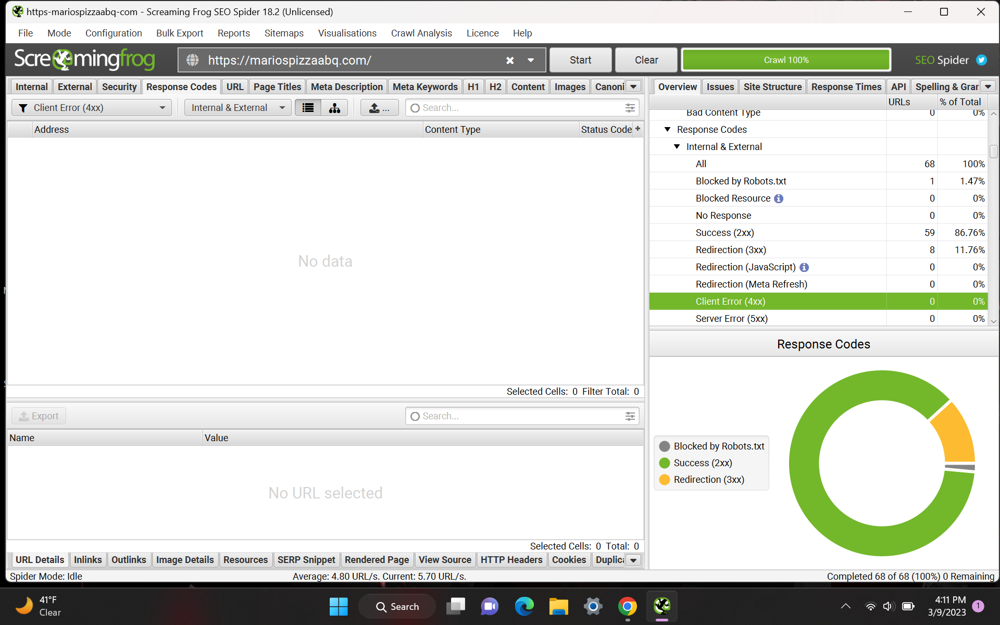 https-mariospizzaabq-com - Screaming Frog SEO Spider 18.2 (Unlicensed)
File Mode Configuration Bulk Export Reports Sitemaps Visualisations Crawl Analysis Licence Help
Screamingfrog https://mariospizzaabq.com/ Start Clear Crawl 100% SEO Spider
Internal External Security Response Codes URL Page Titles Meta Description Meta Keywords H1 H2 Content Images Canoni
Client Error (4xx) Internal & External ... Search...
Address Content Type Status Code +
No data
Selected Cells: 0 Filter Total: 0
Export Search...
Name Value
No URL selected
Selected Cells: 0 Total: 0
URL Details Inlinks Outlinks Image Details Resources SERP Snippet Rendered Page View Source HTTP Headers Cookies Duplica
Overview Issues Site Structure Response Times API Spelling & Grar
URLs % of Total
Bad Content Type 0 0%
Response Codes
Internal & External
All 68 100%
Blocked by Robots.txt 1 1.47%
Blocked Resource i 0 0%
No Response 0 0%
Success (2xx) 59 86.76%
Redirection (3xx) 8 11.76%
Redirection (JavaScript) i 0 0%
Redirection (Meta Refresh) 0 0%
Client Error (4xx) 0 0%
Server Error (5xx) 0 0%
Response Codes
Blocked by Robots.txt
Success (2xx)
Redirection (3xx)
Spider Mode: Idle Average: 4.80 URL/s. Current: 5.70 URL/s. Completed 68 of 68 (100%) 0 Remaining
41°F
Clear
Search
4:11 PM
3/9/2023
1